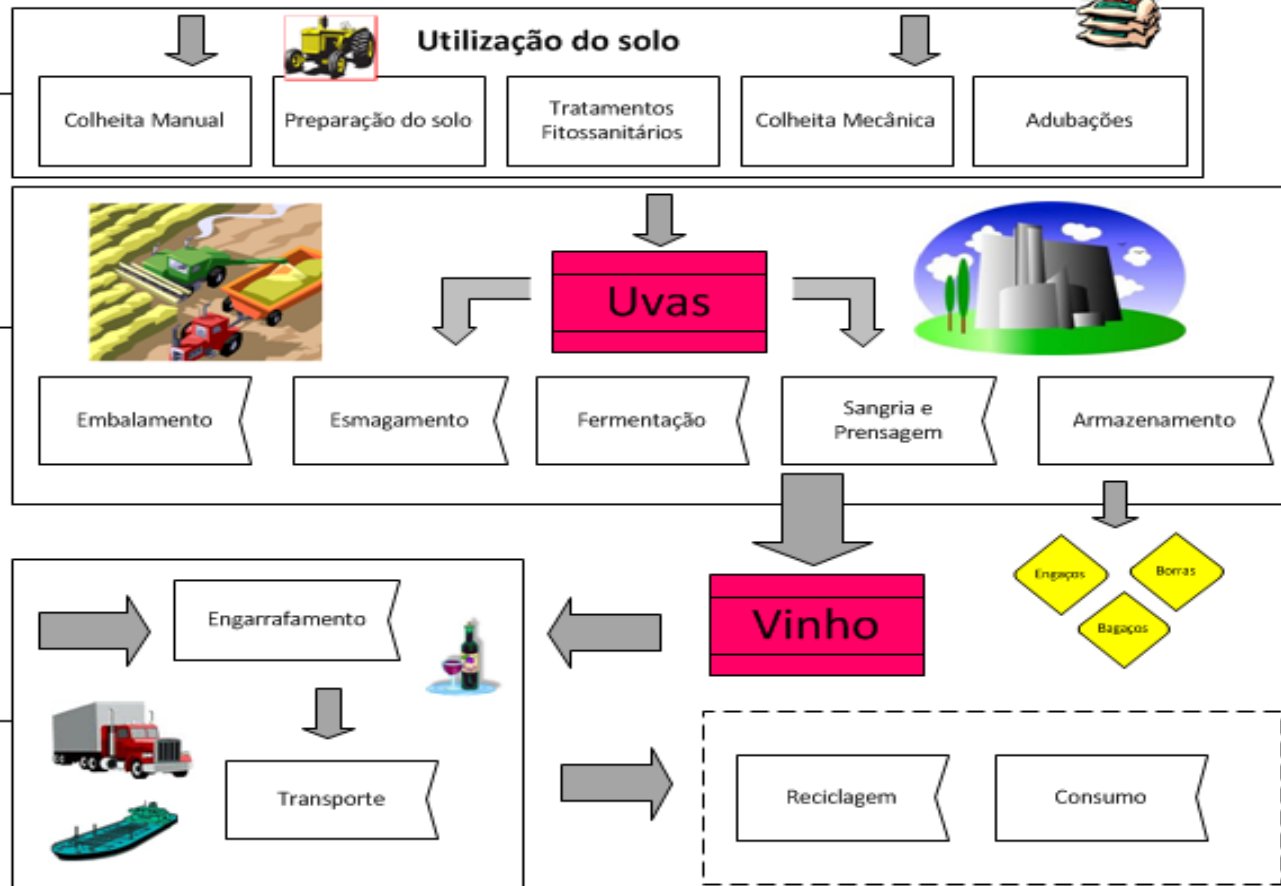 Utilização do solo
Colheita Manual
Preparação do solo
Tratamentos
Fitossanitários
Colheita Mecânica
Adubações
Uvas
Embalamento
Esmagamento
Fermentação
Sangria e
Prensagem
Armazenamento
Engaços
Borras
Bagaços
Engarrafamento
Vinho
Transporte
Reciclagem
Consumo